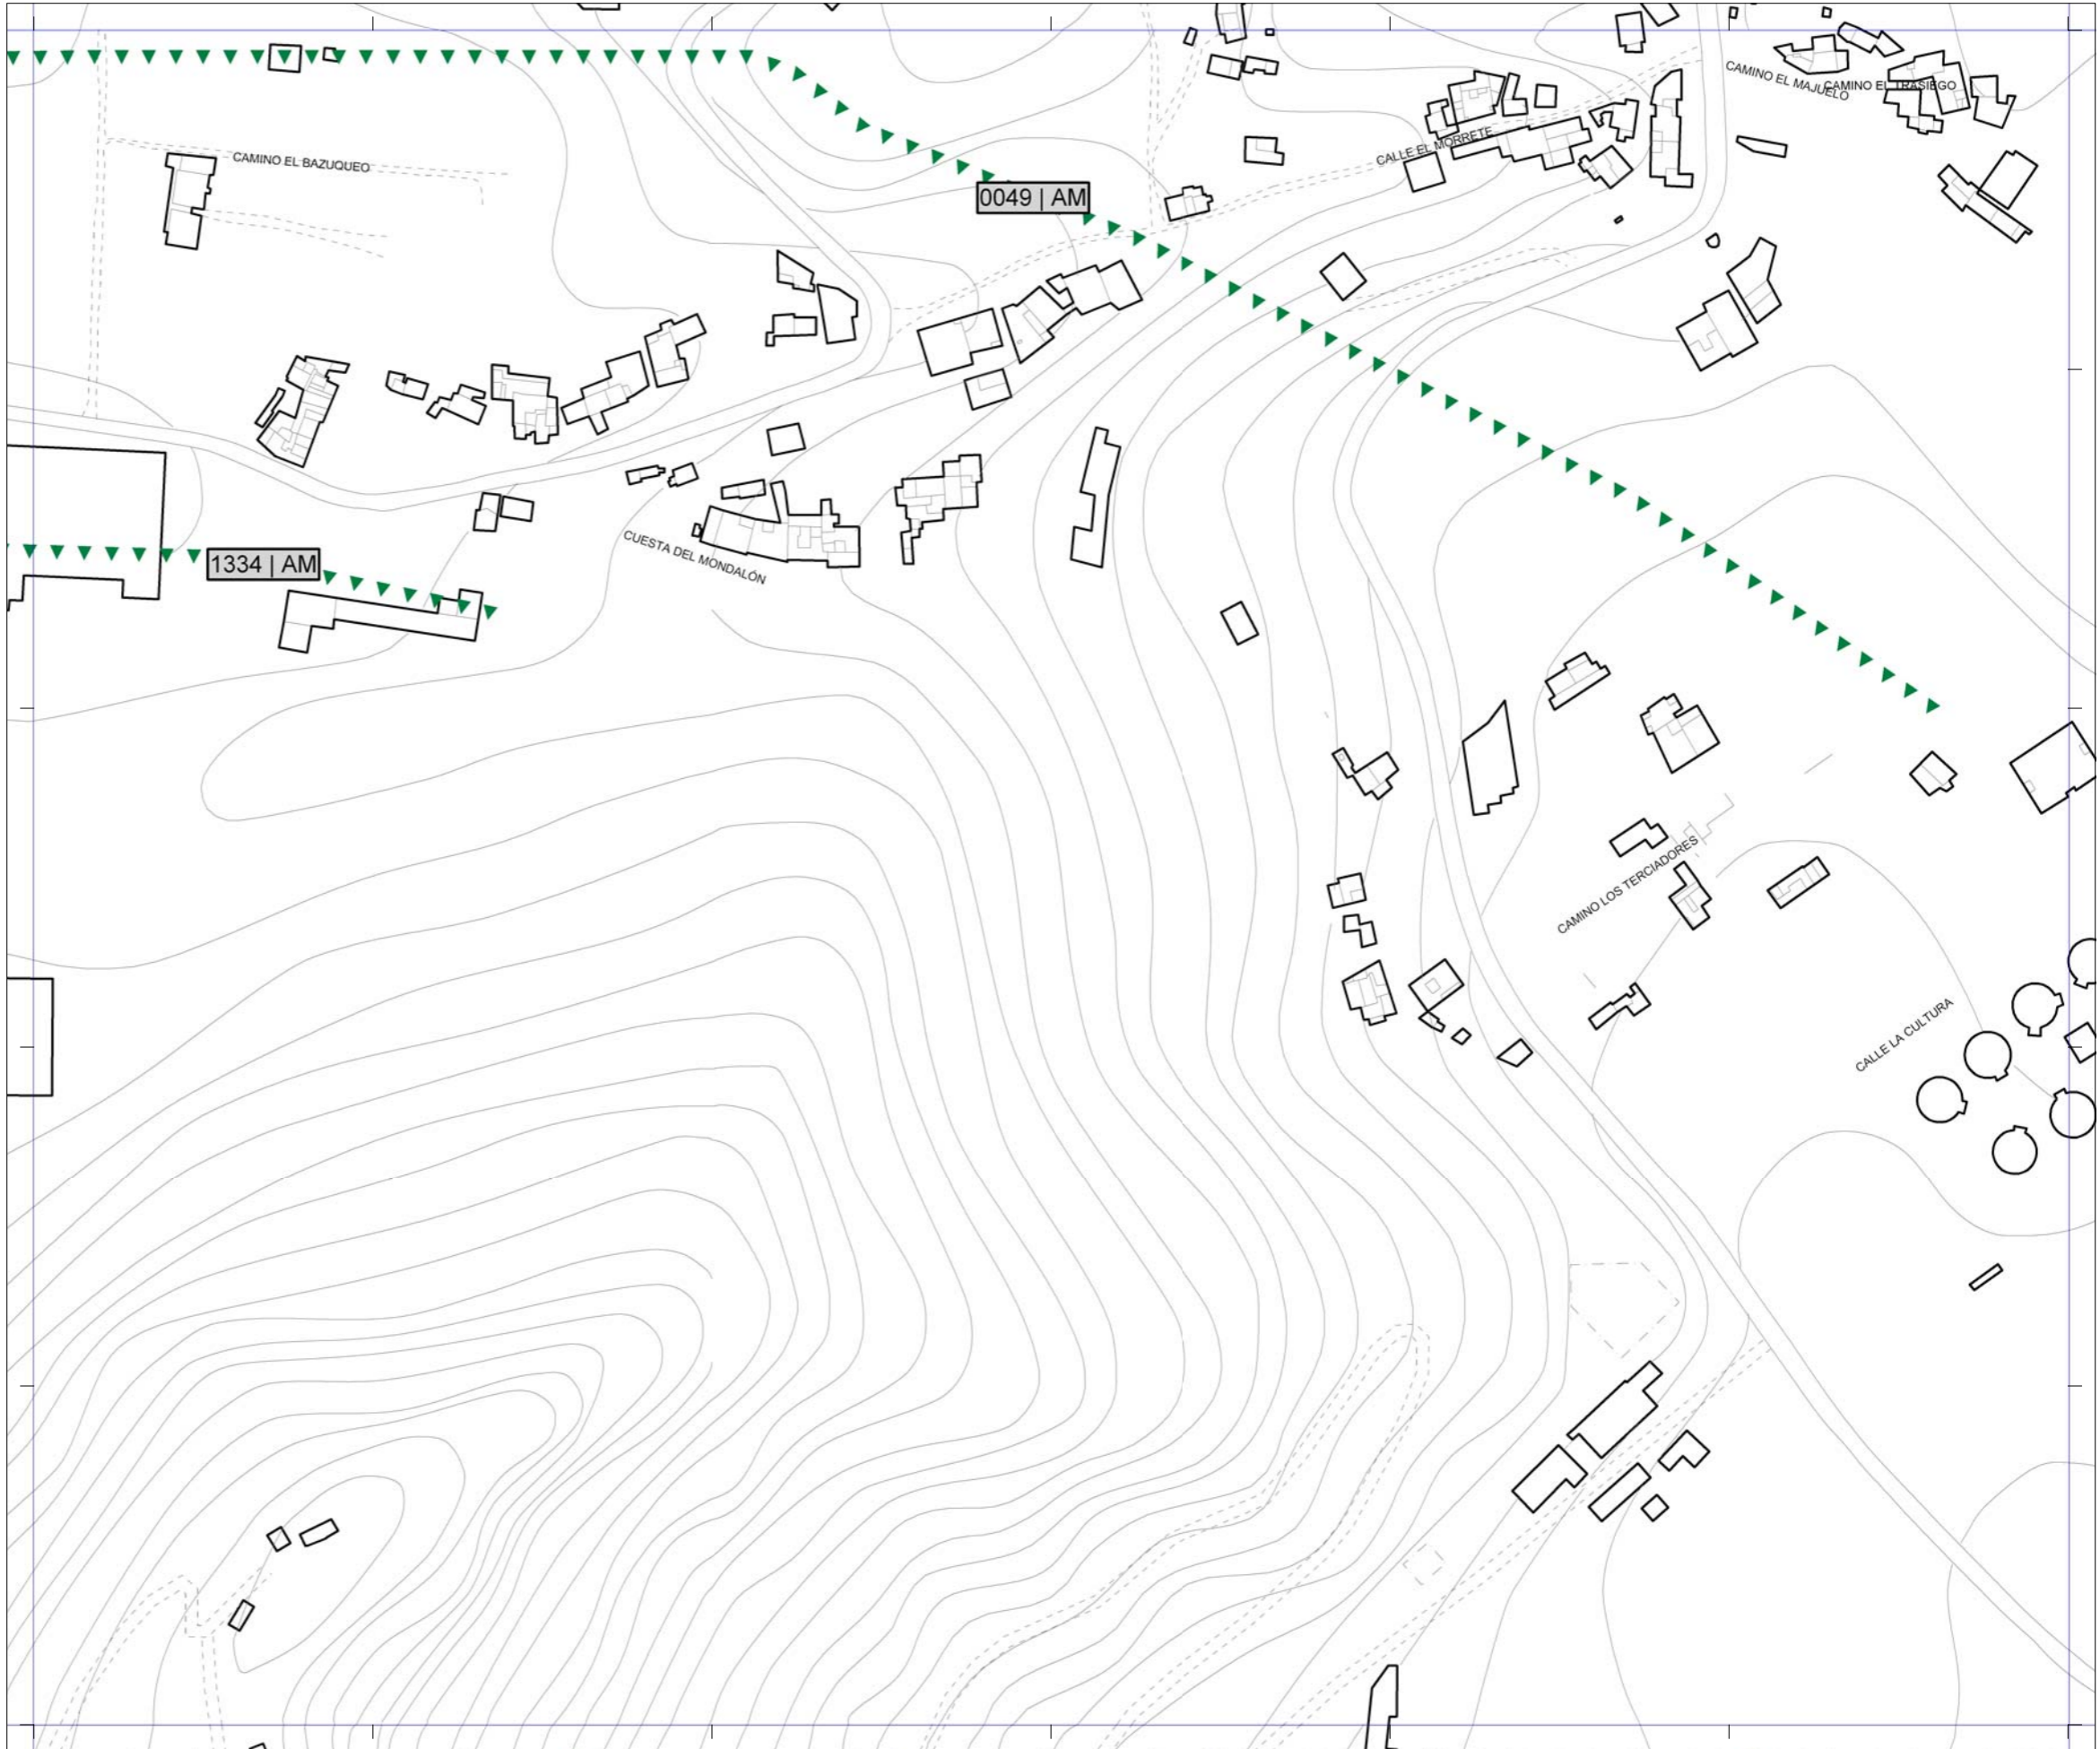 CAMINO EL MAJUELO
CAMINO EL TRASIEGO
CALLE EL MORRETE
CAMINO EL BAZUQUEO
0049 | AM
CUESTA DEL MONDALÓN
1334 | AM
CAMINO LOS TERCIADORES
CALLE LA CULTURA